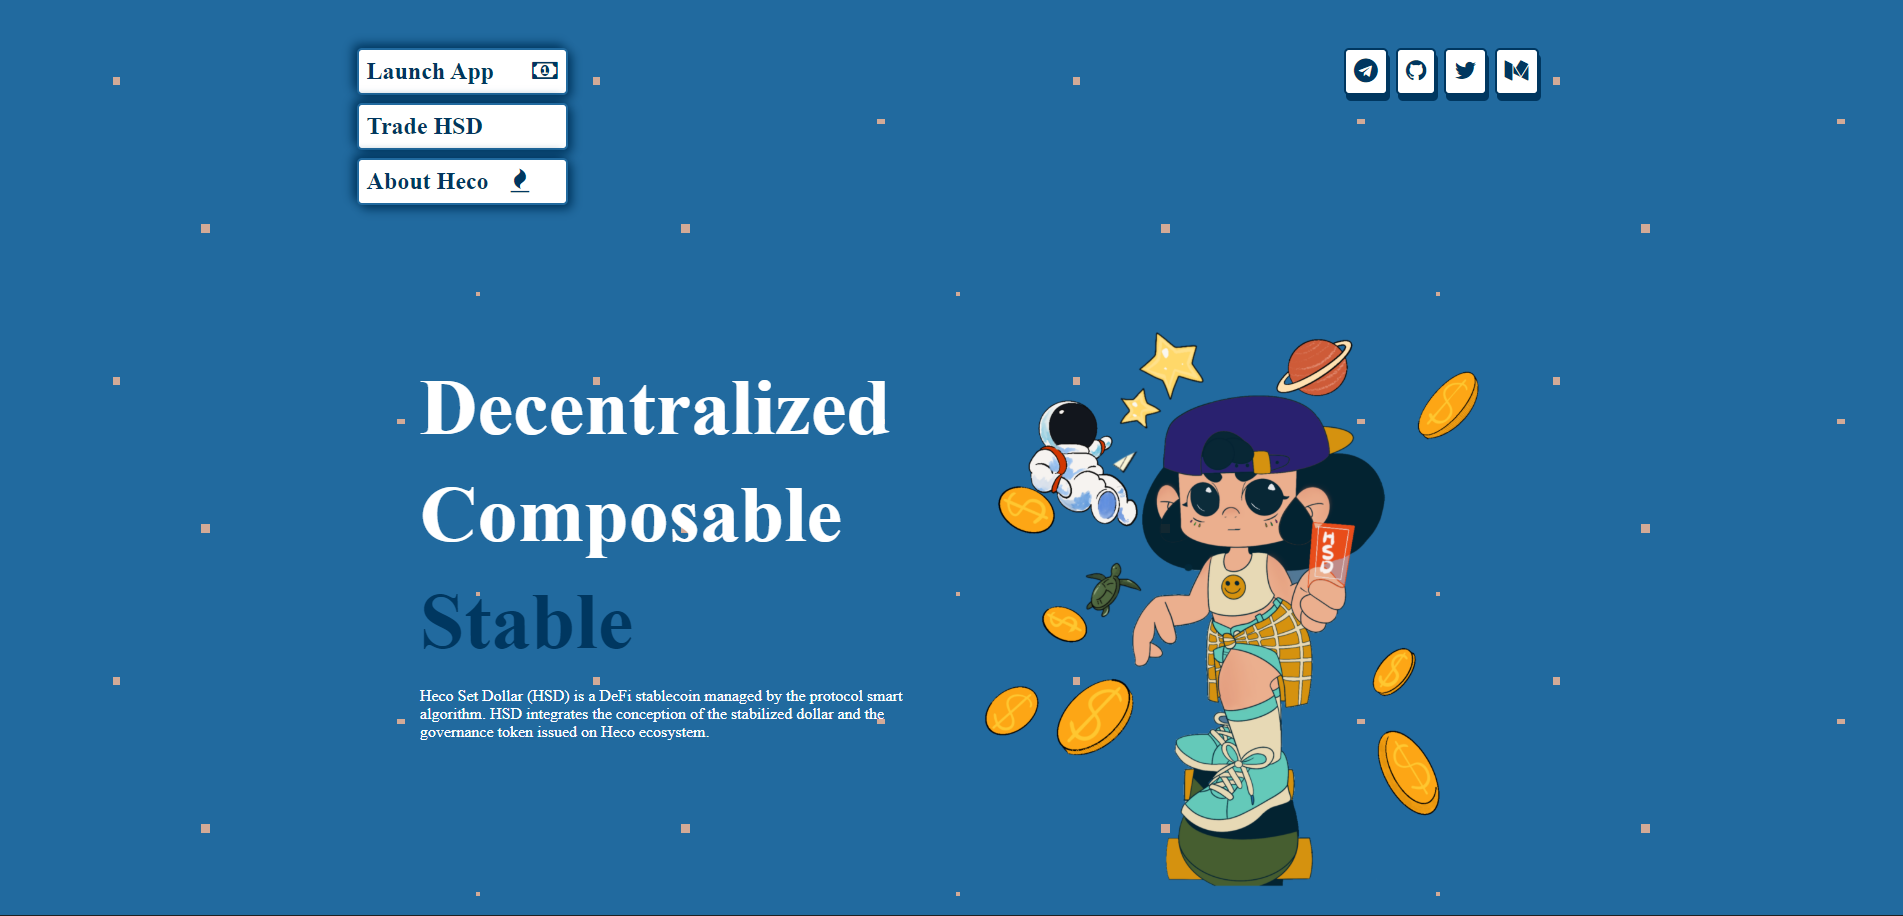 Launch App
Trade HSD
About Heco
Decentralized
Composable
Stable
Heco Set Dollar (HSD) is a DeFi stablecoin managed by the protocol smart
algorithm. HSD integrates the conception of the stabilized dollar and the
governance token issued on Heco ecosystem.
HSD